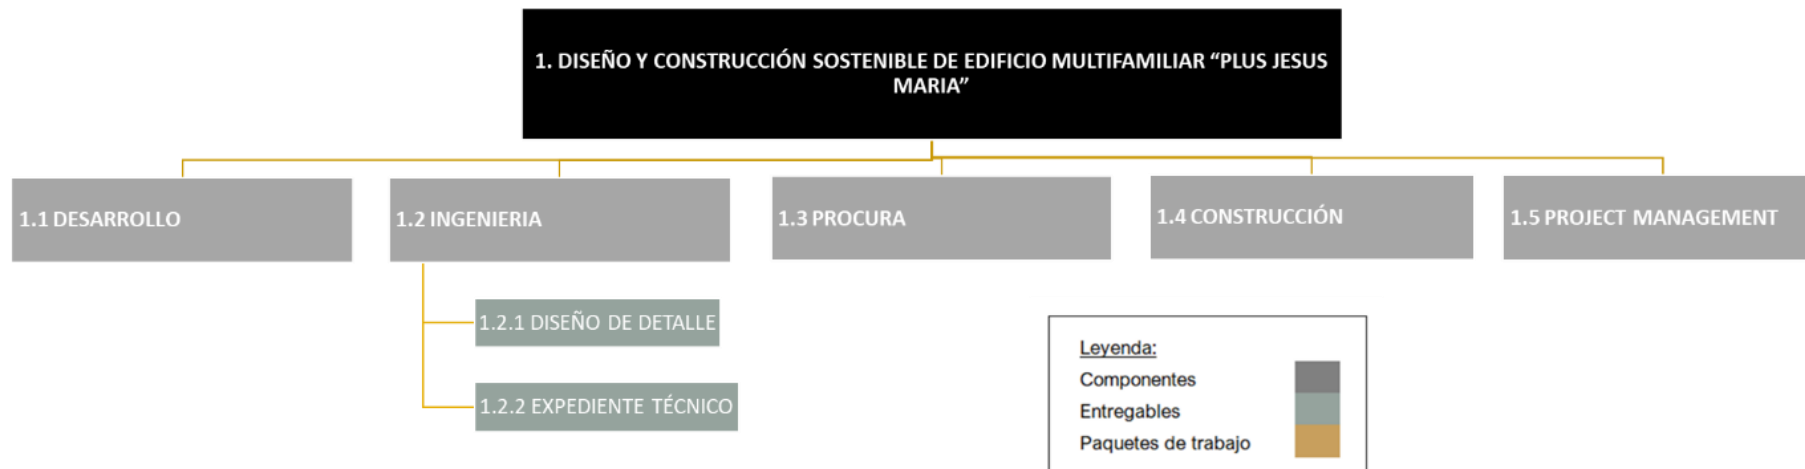 1. DISEÑO Y CONSTRUCCIÓN SOSTENIBLE DE EDIFICIO MULTIFAMILIAR “PLUS JESUS
MARIA”
1.1 DESARROLLO
1.2 INGENIERIA
1.3 PROCURA
1.4 CONSTRUCCIÓN
1.5 PROJECT MANAGEMENT
1.2.1 DISEÑO DE DETALLE
1.2.2 EXPEDIENTE TÉCNICO
Leyenda:
Componentes
Entregables
Paquetes de trabajo